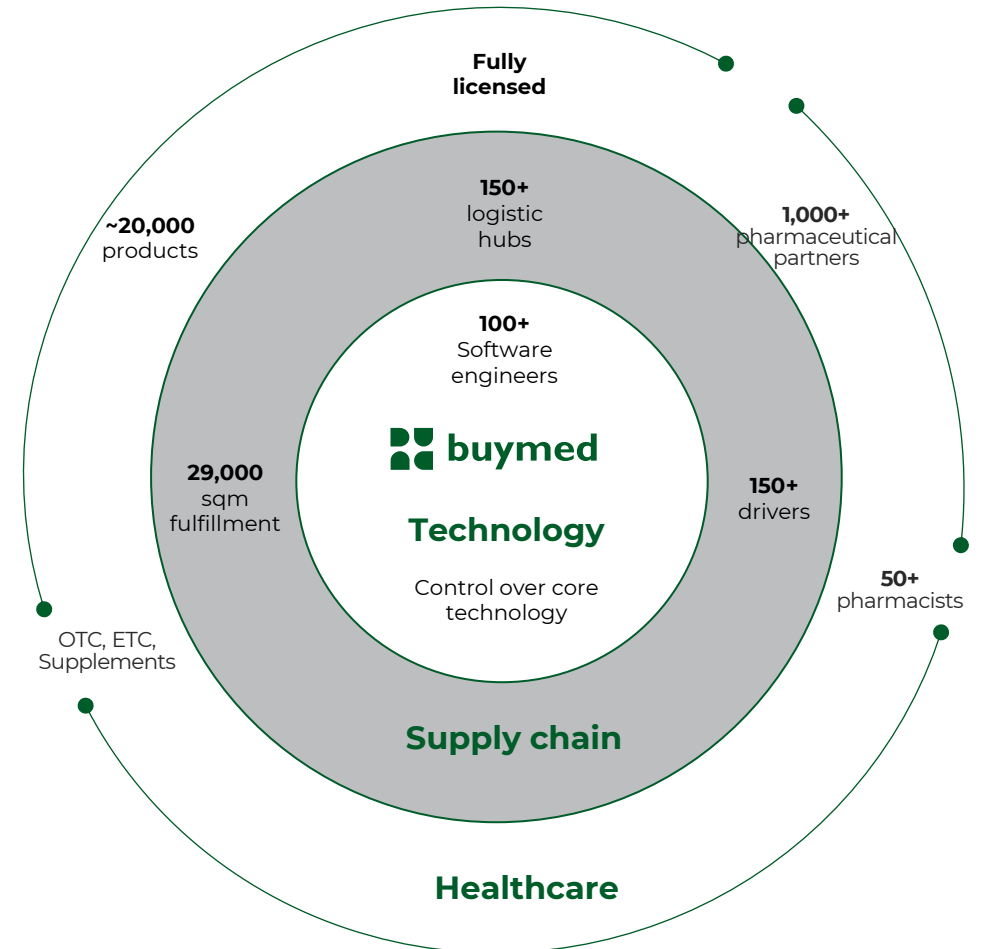 Fully
licensed
150+
logistic
hubs
~20,000
products
1,000+
pharmaceutical
partners
100+
Software
engineers
buymed
29,000
sqm
fulfillment
150+
drivers
Technology
Control over core
technology
50+
pharmacists
OTC, ETC,
Supplements
Supply chain
Healthcare